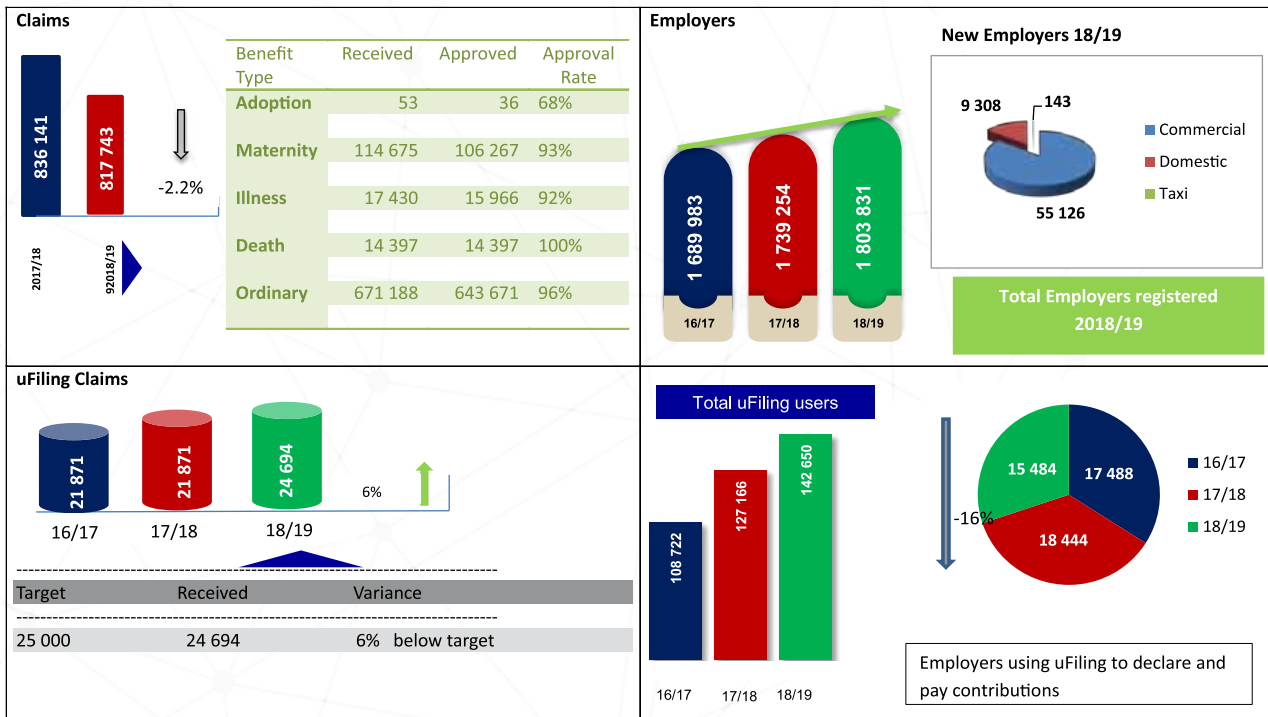 Claims
836 141
817 743
-2.2%
2017/18
92018/19
Benefit Type Received Approved Approval Rate
Adoption 53 36 68%
Maternity 114 675 106 267 93%
Illness 17 430 15 966 92%
Death 14 397 14 397 100%
Ordinary 671 188 643 671 96%
Employers
1 689 983
1 739 254
1 803 831
16/17
17/18
18/19
New Employers 18/19
9 308
143
55 126
Commercial
Domestic
Taxi
Total Employers registered
2018/19
uFiling Claims
21 871
21 871
24 694
6%
16/17
17/18
18/19
Target Received Variance
25 000 24 694 6% below target
Total uFiling users
108 722
127 166
142 650
16/17
17/18
18/19
-16%
15 484
17 488
18 444
16/17
17/18
18/19
Employers using uFiling to declare and
pay contributions